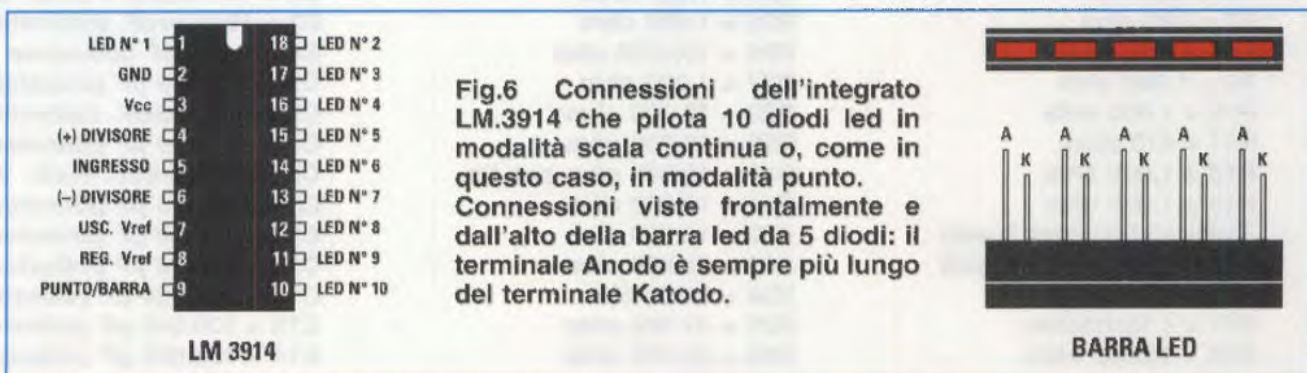 LED N° 1 1
GND 2
Vcc 3
(+) DIVISORE 4
INGRESSO 5
(–) DIVISORE 6
USC. Vref 7
REG. Vref 8
PUNTO/BARRA 9
18 LED N° 2
17 LED N° 3
16 LED N° 4
15 LED N° 5
14 LED N° 6
13 LED N° 7
12 LED N° 8
11 LED N° 9
10 LED N° 10
LM 3914
Fig.6 Connessioni dell'integrato
LM.3914 che pilota 10 diodi led in
modalità scala continua o, come in
questo caso, in modalità punto.
Connessioni viste frontalmente e
dall'alto della barra led da 5 diodi: il
terminale Anodo è sempre più lungo
del terminale Katodo.
A A A A A
K K K K K
BARRA LED